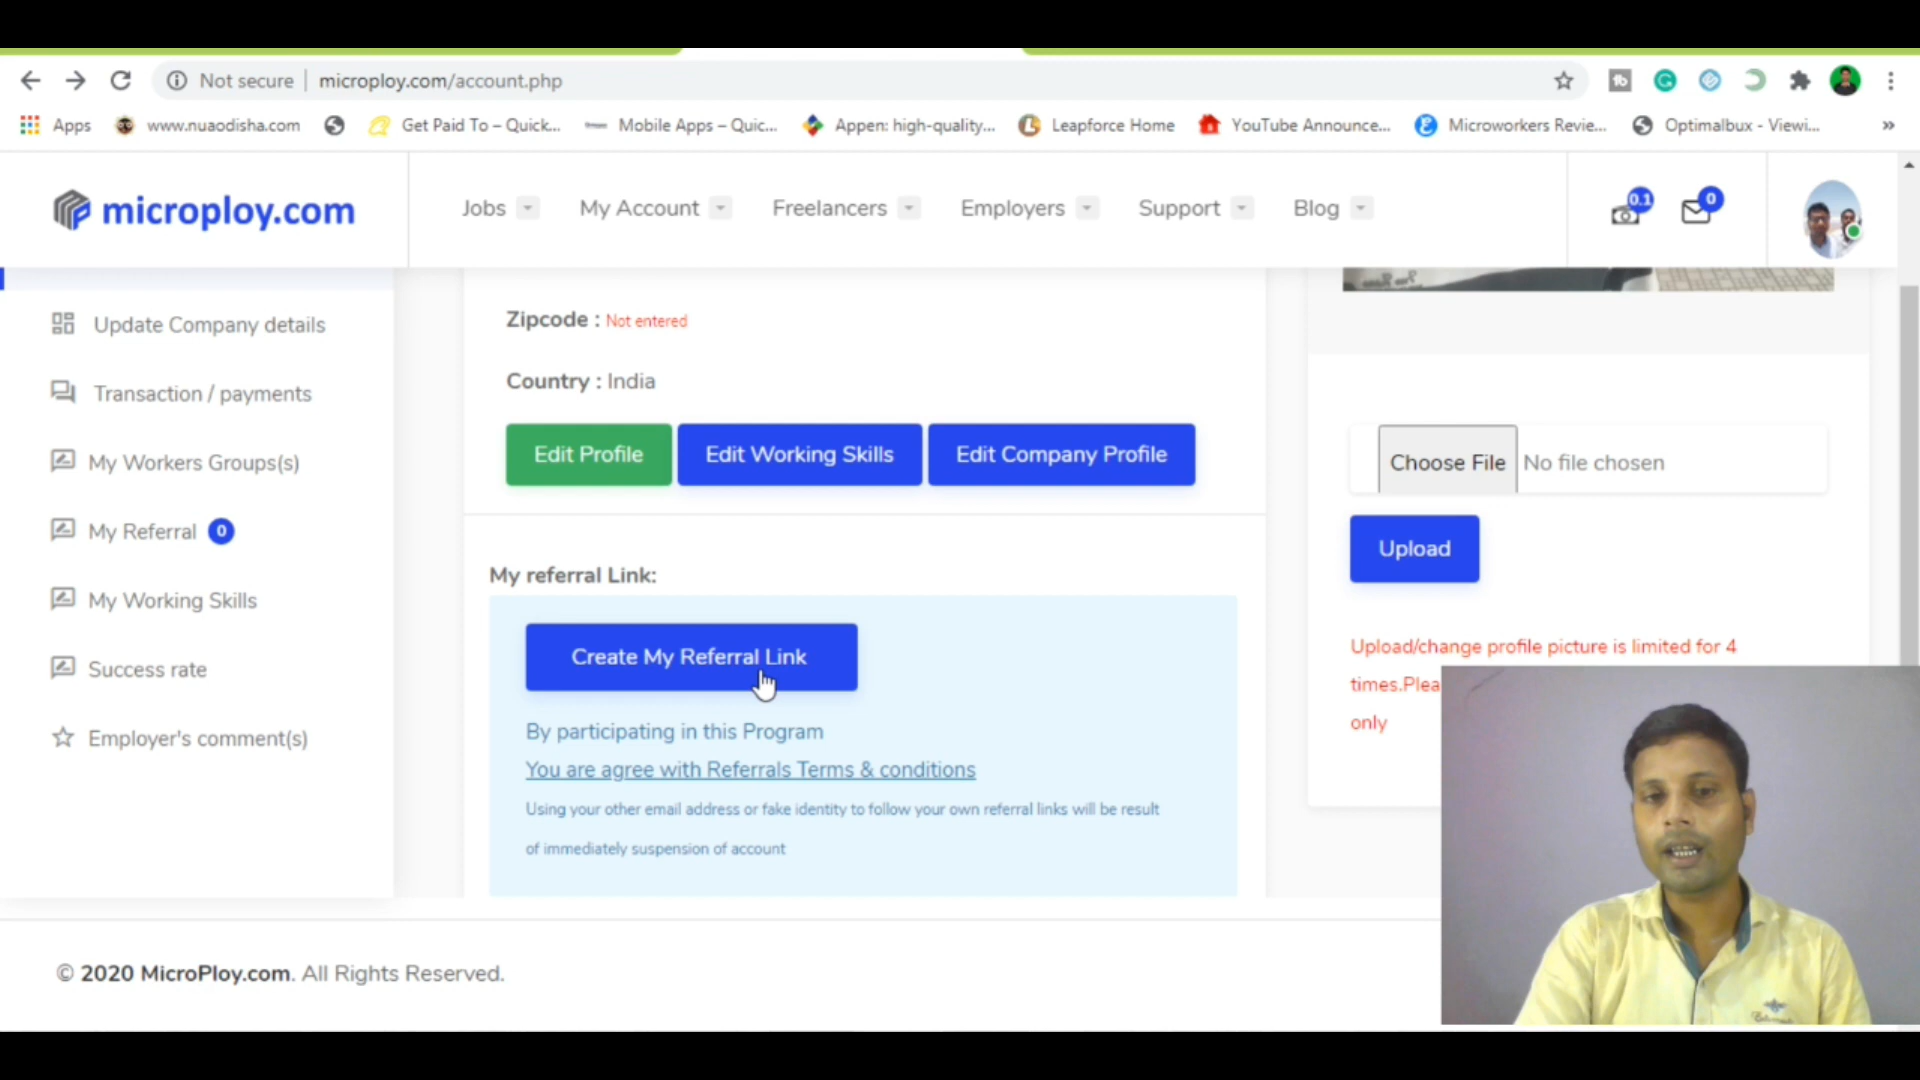 Not secure microploy.com/account.php
Apps www.nuaodisha.com Get Paid To – Quick... Mobile Apps – Quic... Appen: high-quality... Leapforce Home YouTube Announce... Microworkers Revie... Optimalbux - Viewi... »
microploy.com Jobs My Account Freelancers Employers Support Blog 0.1 0
Update Company details
Transaction / payments
My Workers Groups(s)
My Referral 0
My Working Skills
Success rate
Employer's comment(s)
Zipcode : Not entered
Country : India
Edit Profile Edit Working Skills Edit Company Profile
My referral Link:
Create My Referral Link
By participating in this Program
You are agree with Referrals Terms & conditions
Using your other email address or fake identity to follow your own referral links will be result
of immediately suspension of account
Choose File No file chosen
Upload
Upload/change profile picture is limited for 4
times.Plea
only
© 2020 MicroPloy.com. All Rights Reserved.